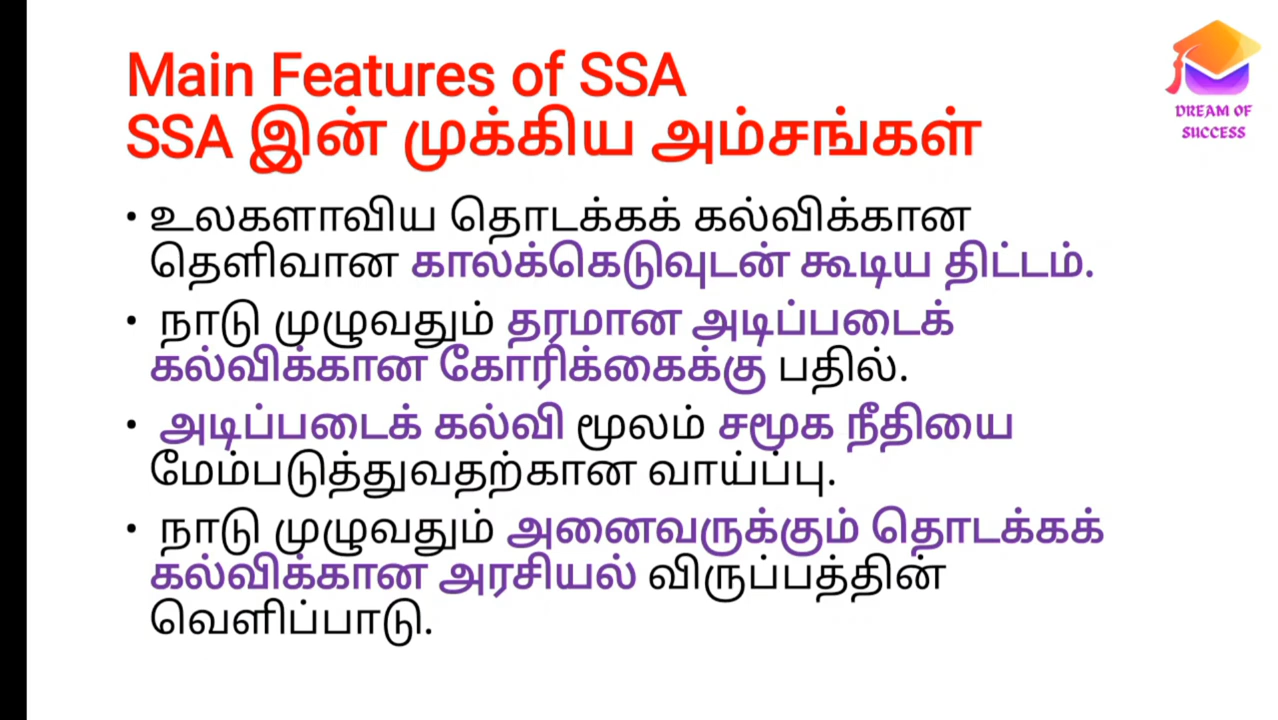 Main Features of SSA
SSA இன் முக்கிய அம்சங்கள்
DREAM OF
SUCCESS
• உலகளாவிய தொடக்கக் கல்விக்கான
தெளிவான காலக்கெடுவுடன் கூடிய திட்டம்.
• நாடு முழுவதும் தரமான அடிப்படைக்
கல்விக்கான கோரிக்கைக்கு பதில்.
• அடிப்படைக் கல்வி மூலம் சமூக நீதியை
மேம்படுத்துவதற்கான வாய்ப்பு.
• நாடு முழுவதும் அனைவருக்கும் தொடக்கக்
கல்விக்கான அரசியல் விருப்பத்தின்
வெளிப்பாடு.